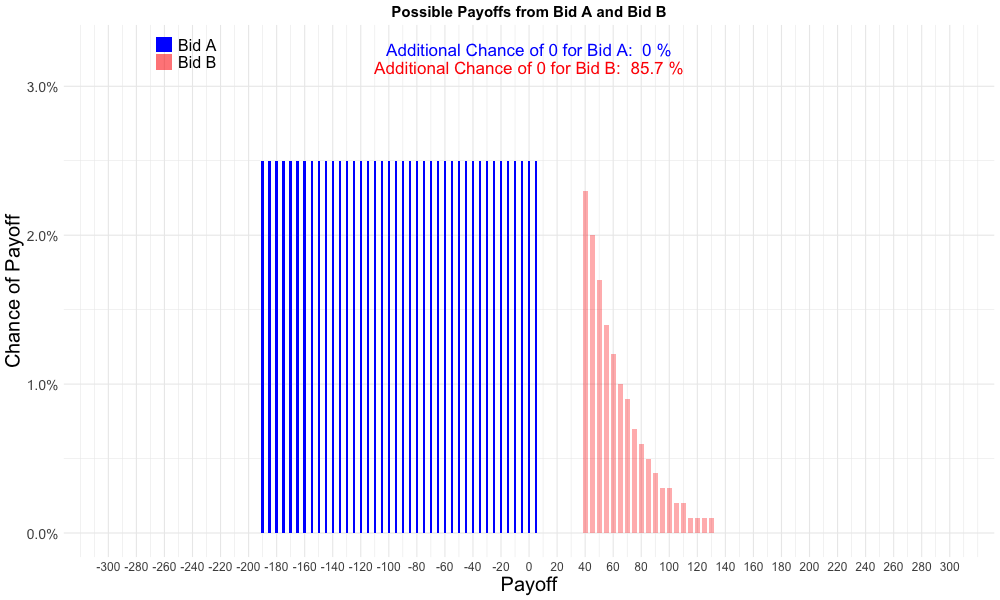 Possible Payoffs from Bid A and Bid B
Bid A
Bid B
Additional Chance of 0 for Bid A:  0 %
Additional Chance of 0 for Bid B:  85.7 %
Chance of Payoff
3.0%
2.0%
1.0%
0.0%
-300 -280 -260 -240 -220 -200 -180 -160 -140 -120 -100 -80 -60 -40 -20 0 20 40 60 80 100 120 140 160 180 200 220 240 260 280 300
Payoff